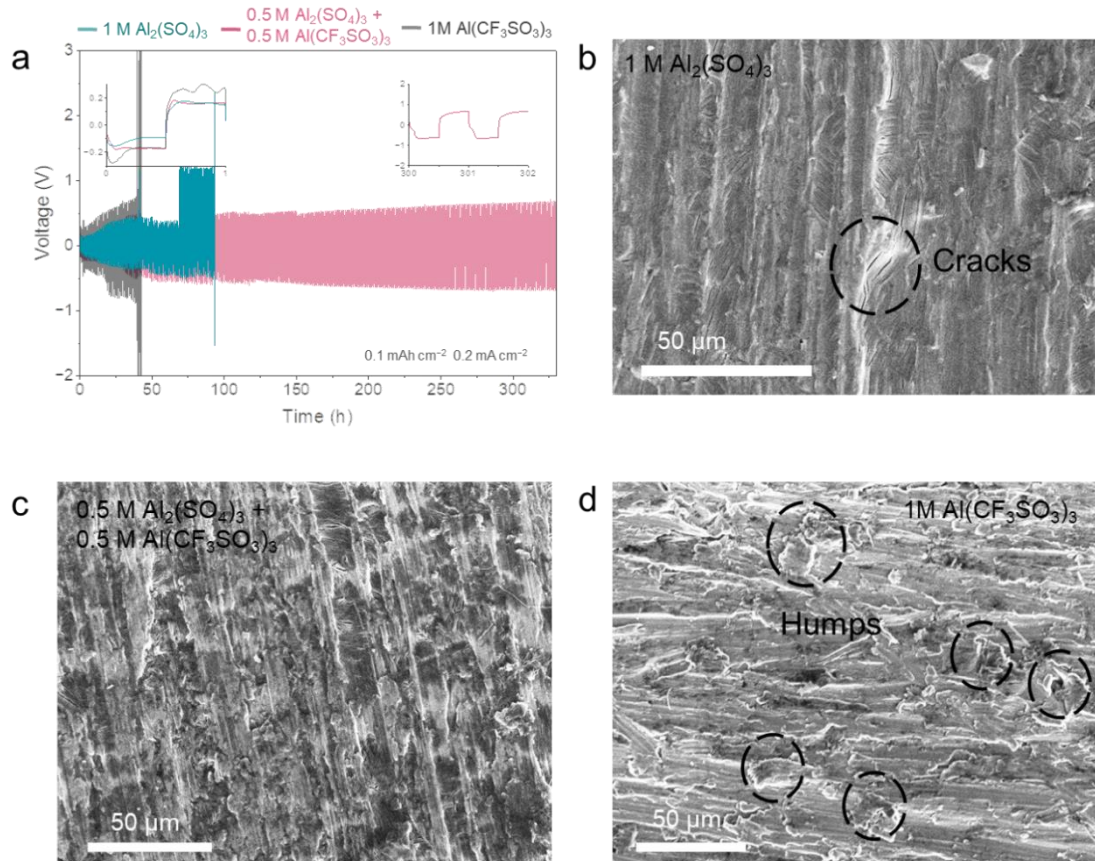 1 M Al₂(SO₄)₃
0.5 M Al₂(SO₄)₃ +
0.5 M Al(CF₃SO₃)₃
1M Al(CF₃SO₃)₃
a
3
2
1
0
−1
−2
Voltage (V)
0.2
0.0
−0.2
0
1
2
1
0
−1
−2
300
301
302
0.1 mAh cm⁻² 0.2 mA cm⁻²
0 50 100 150 200 250 300
Time (h)
b
1 M Al₂(SO₄)₃
Cracks
50 µm
c
0.5 M Al₂(SO₄)₃ +
0.5 M Al(CF₃SO₃)₃
50 µm
d
1M Al(CF₃SO₃)₃
Humps
50 µm